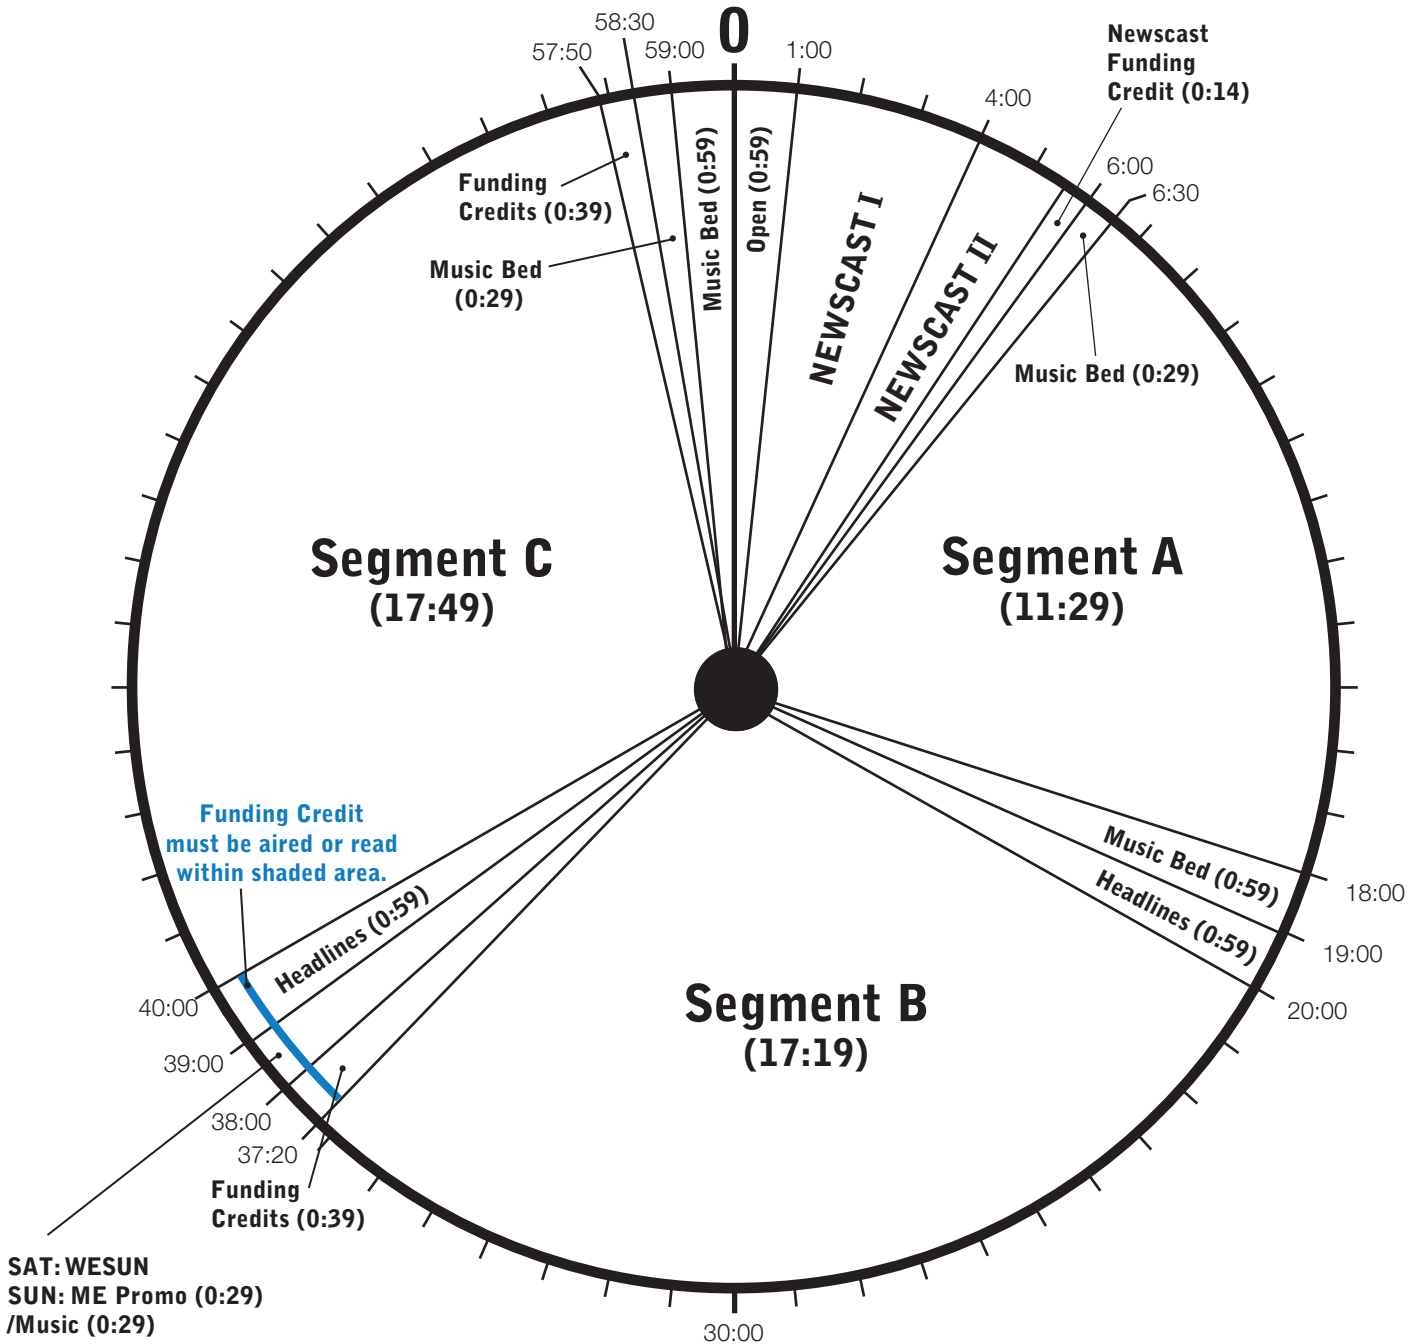 0
58:30
57:50
59:00
1:00
4:00
6:00
6:30
Newscast
Funding
Credit (0:14)
Funding
Credits (0:39)
Music Bed
(0:29)
Music Bed (0:59)
Open (0:59)
NEWSCAST I
NEWSCAST II
Music Bed (0:29)
Segment C
(17:49)
Segment A
(11:29)
Funding Credit
must be aired or read
within shaded area.
Headlines (0:59)
Music Bed (0:59)
Headlines (0:59)
18:00
19:00
20:00
Segment B
(17:19)
40:00
39:00
38:00
37:20
Funding
Credits (0:39)
SAT: WESUN
SUN: ME Promo (0:29)
/Music (0:29)
30:00